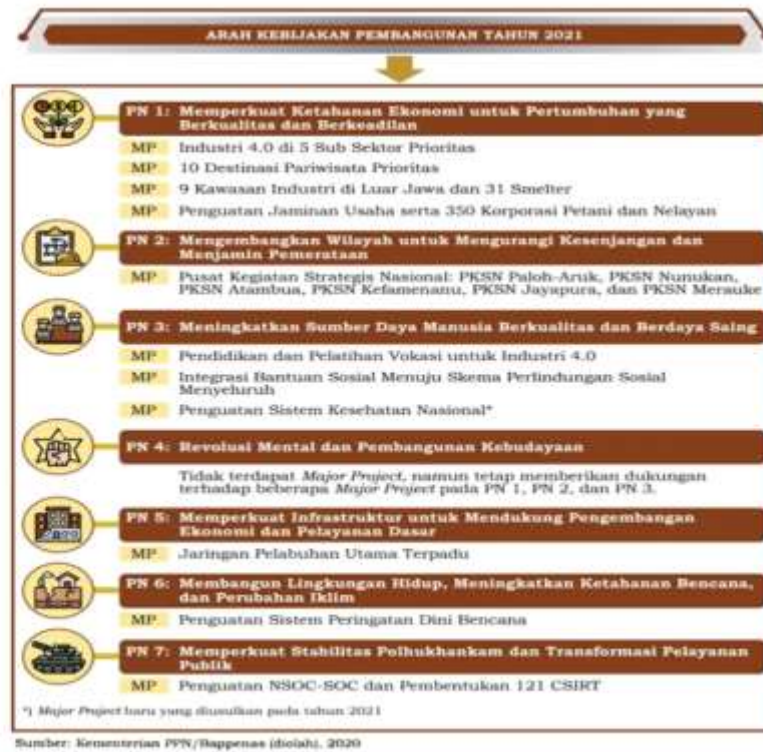 ARAH KEBIJAKAN PEMBANGUNAN TAHUN 2021
PN 1: Memperkuat Ketahanan Ekonomi untuk Pertumbuhan yang
Berkualitas dan Berkeadilan
MP Industri 4.0 di 5 Sub Sektor Prioritas
MP 10 Destinasi Pariwisata Prioritas
MP 9 Kawasan Industri di Luar Jawa dan 31 Smelter
MP Penguatan Jaminan Usaha serta 350 Korporasi Petani dan Nelayan
PN 2: Mengembangkan Wilayah untuk Mengurangi Kesenjangan dan
Menjamin Pemerataan
MP Pusat Kegiatan Strategis Nasional: PKSN Paloh-Aruk, PKSN Nunukan,
PKSN Atambua, PKSN Kefamenanu, PKSN Jayapura, dan PKSN Merauke
PN 3: Meningkatkan Sumber Daya Manusia Berkualitas dan Berdaya Saing
MP Pendidikan dan Pelatihan Vokasi untuk Industri 4.0
MP Integrasi Bantuan Sosial Menuju Skema Perlindungan Sosial
Menyeluruh
MP Penguatan Sistem Kesehatan Nasional*
PN 4: Revolusi Mental dan Pembangunan Kebudayaan
Tidak terdapat Major Project, namun tetap memberikan dukungan
terhadap beberapa Major Project pada PN 1, PN 2, dan PN 3.
PN 5: Memperkuat Infrastruktur untuk Mendukung Pengembangan
Ekonomi dan Pelayanan Dasar
MP Jaringan Pelabuhan Utama Terpadu
PN 6: Membangun Lingkungan Hidup, Meningkatkan Ketahanan Bencana,
dan Perubahan Iklim
MP Penguatan Sistem Peringatan Dini Bencana
PN 7: Memperkuat Stabilitas Polhukhankam dan Transformasi Pelayanan
Publik
MP Penguatan NSOC-SOC dan Pembentukan 121 CSIRT
*) Major Project baru yang diusulkan pada tahun 2021
Sumber: Kementerian PPN/Bappenas (diolah), 2020